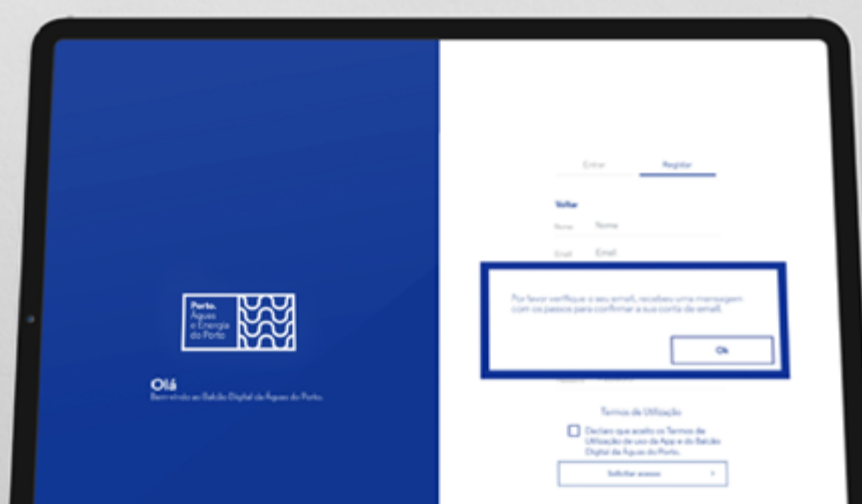 Porto.
Águas
e Energia
do Porto
Olá
Bem-vindo ao Balcão Digital da Águas do Porto.
Entrar
Registar
Voltar
Nome Nome
Email Email
Por favor verifique o seu email, recebeu uma mensagem
com os passos para confirmar a sua conta de email.
Ok
Termos de Utilização
Declaro que aceito os Termos de
Utilização de uso da App e do Balcão
Digital da Águas do Porto.
Solicitar acesso